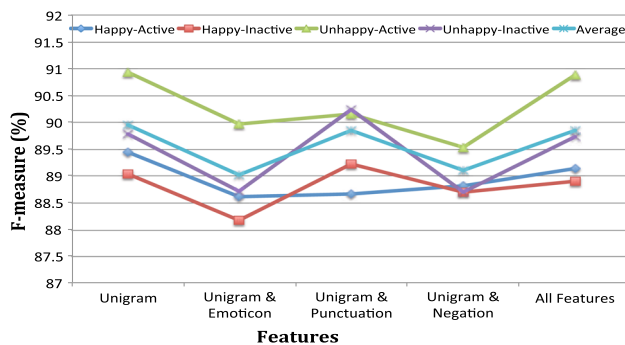 92
91.5
91
90.5
90
89.5
89
88.5
88
87.5
87
F-measure (%)
Happy-Active Happy-Inactive Unhappy-Active Unhappy-Inactive Average
Unigram
Unigram &
Emoticon
Unigram &
Punctuation
Unigram &
Negation
All Features
Features